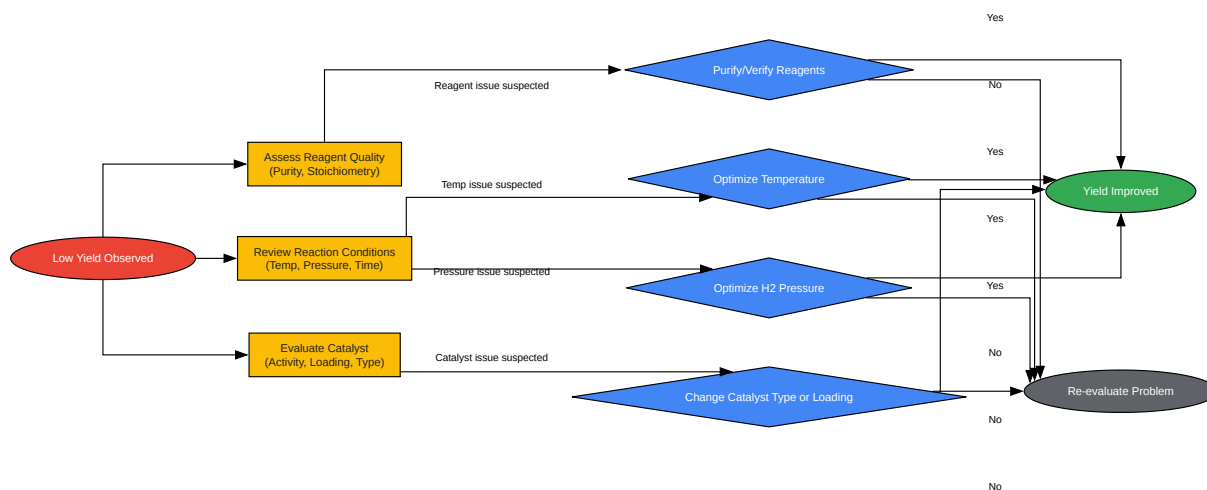 Yes
Purify/Verify Reagents
Reagent issue suspected
No
Assess Reagent Quality
(Purity, Stoichiometry)
Yes
Temp issue suspected
Optimize Temperature
Yield Improved
Yes
Low Yield Observed
Review Reaction Conditions
(Temp, Pressure, Time)
Pressure issue suspected
Optimize H2 Pressure
Yes
Evaluate Catalyst
(Activity, Loading, Type)
Catalyst issue suspected
No
Change Catalyst Type or Loading
Re-evaluate Problem
No
No